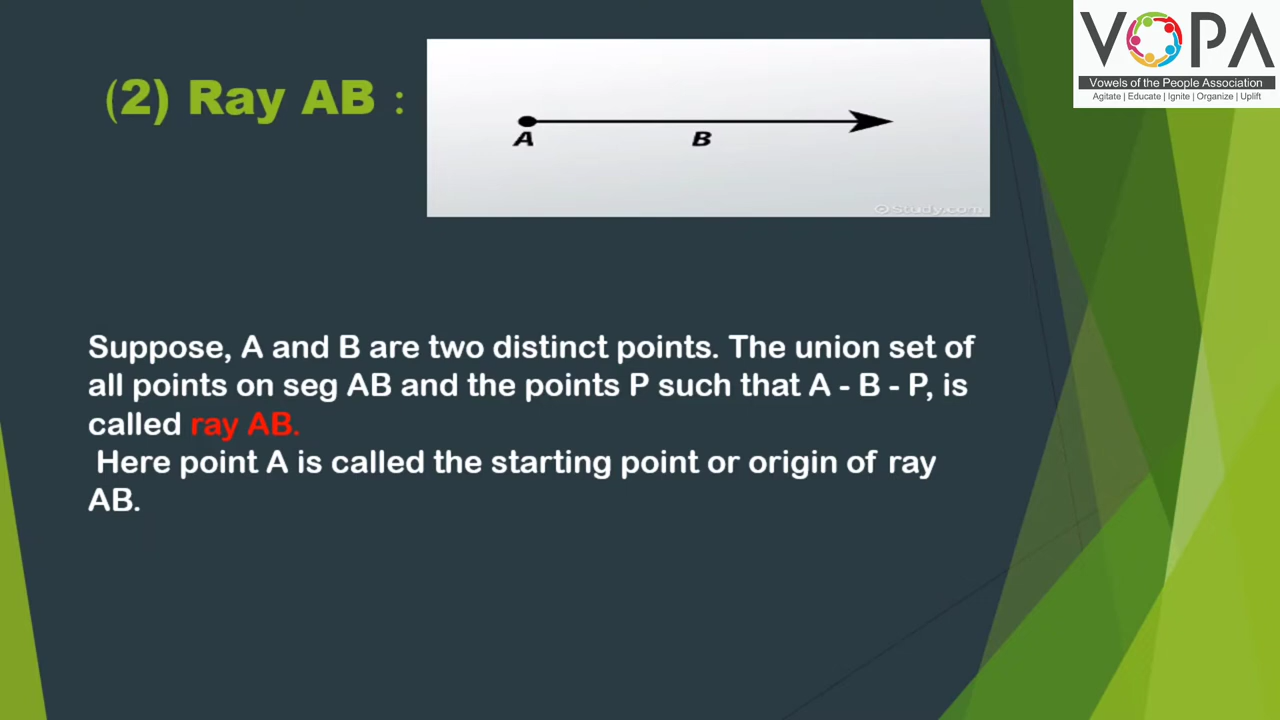 (2) Ray AB :
A
B
©Study.com
VOPA
Vowels of the People Association
Agitate | Educate | Ignite | Organize | Uplift
Suppose, A and B are two distinct points. The union set of
all points on seg AB and the points P such that A - B - P, is
called ray AB.
Here point A is called the starting point or origin of ray
AB.